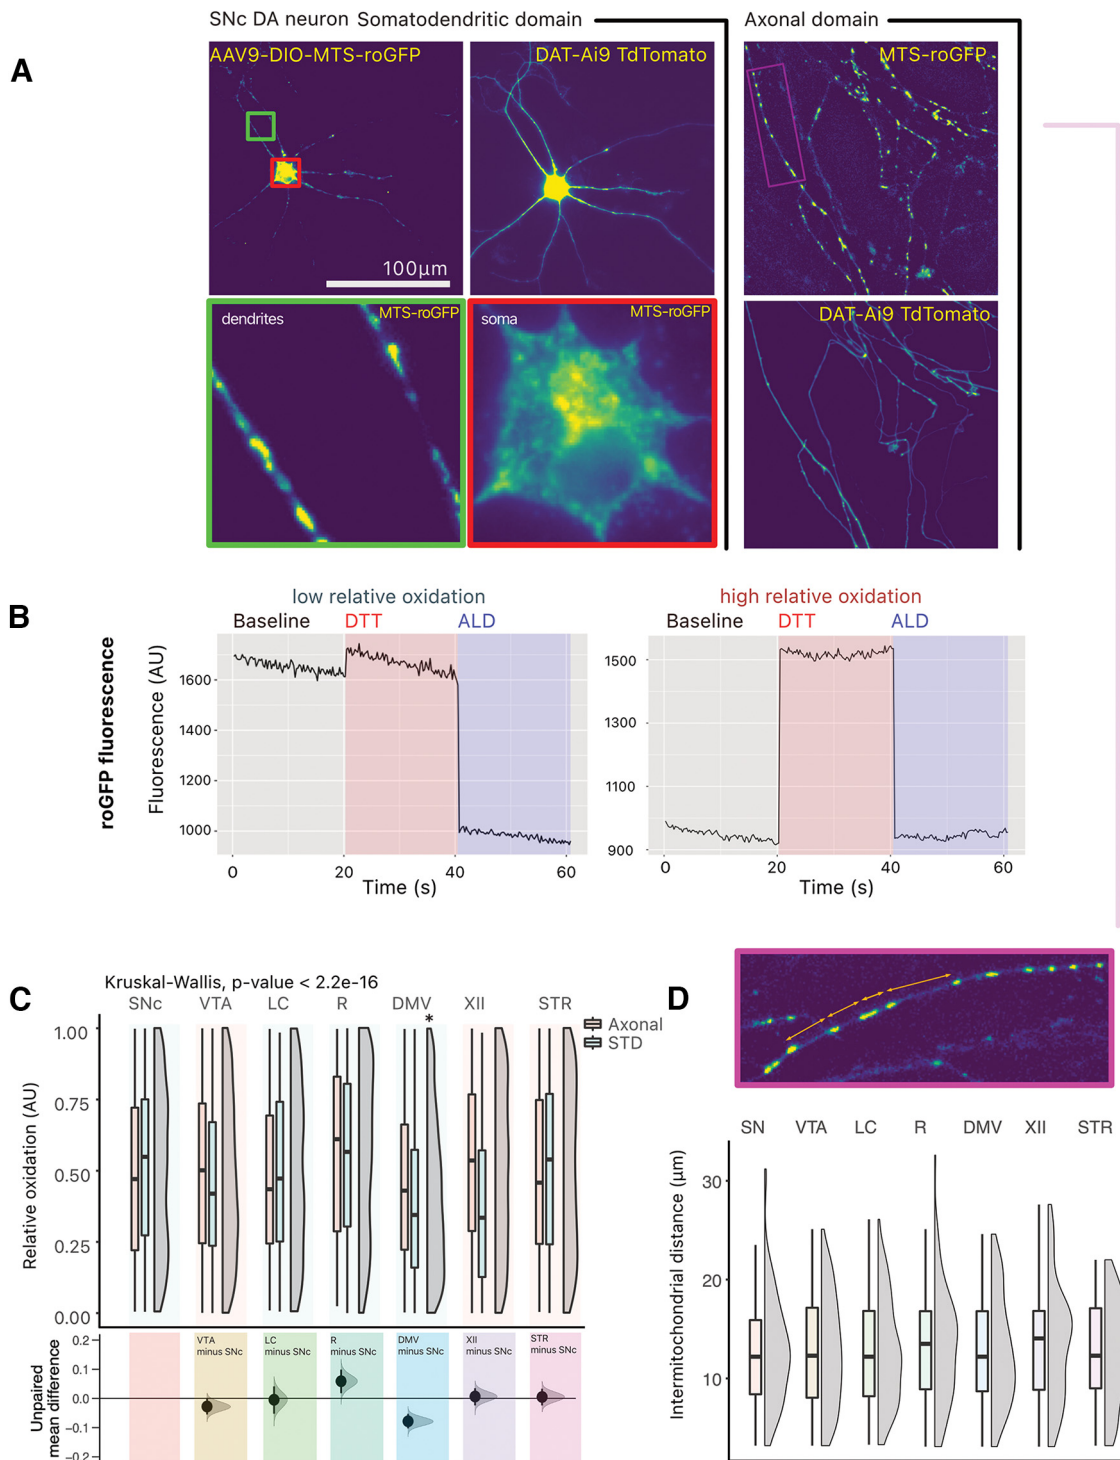 SNc DA neuron Somatodendritic domain
Axonal domain
A
AAV9-DIO-MTS-roGFP
DAT-Ai9 TdTomato
MTS-roGFP
100µm
dendrites
MTS-roGFP
soma
MTS-roGFP
DAT-Ai9 TdTomato
B
low relative oxidation
high relative oxidation
Baseline DTT ALD
Baseline DTT ALD
roGFP fluorescence
Fluorescence (AU)
1600
1400
1200
1000
1500
1300
1100
900
0 20 40 60
0 20 40 60
Time (s)
Time (s)
C
Kruskal-Wallis, p-value < 2.2e-16
SNc VTA LC R DMV XII STR
*
Axonal
STD
Relative oxidation (AU)
1.00
0.75
0.50
0.25
0.00
Unpaired
mean difference
0.2
0.1
0.0
-0.1
-0.2
VTA
minus SNc
LC
minus SNc
R
minus SNc
DMV
minus SNc
XII
minus SNc
STR
minus SNc
D
SN VTA LC R DMV XII STR
Intermitochondrial distance (µm)
30
20
10